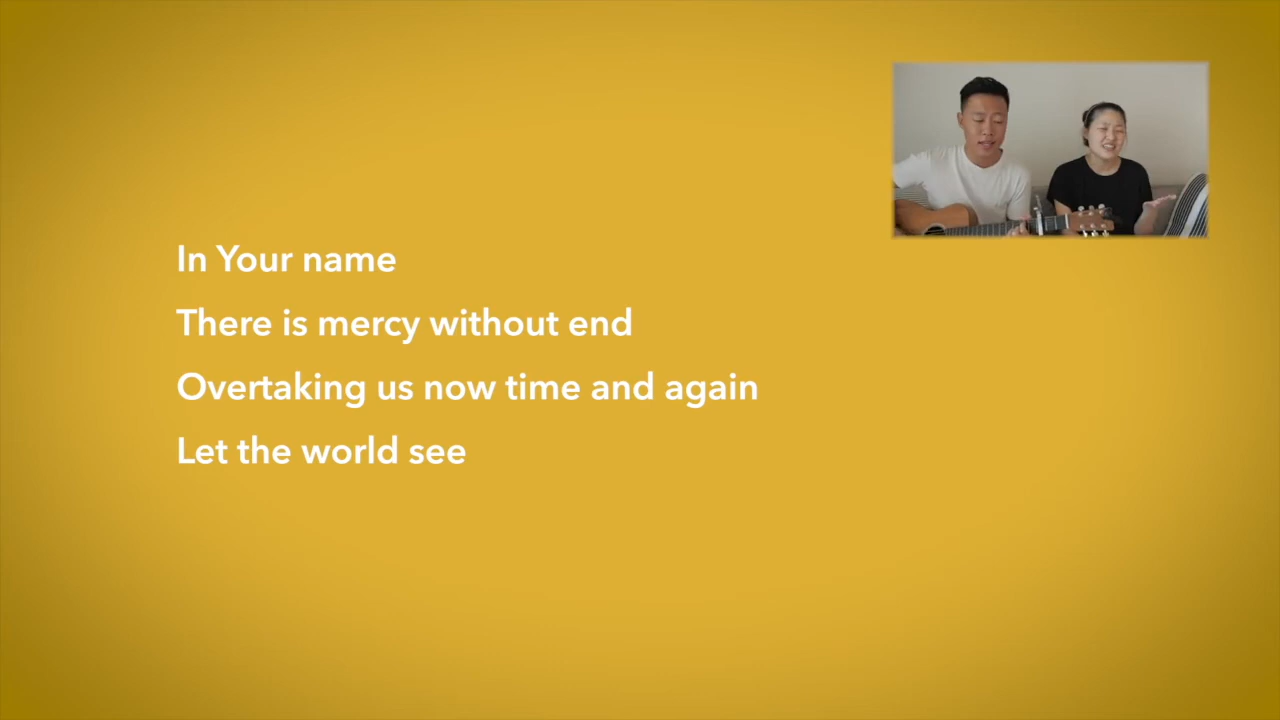 In Your name
There is mercy without end
Overtaking us now time and again
Let the world see